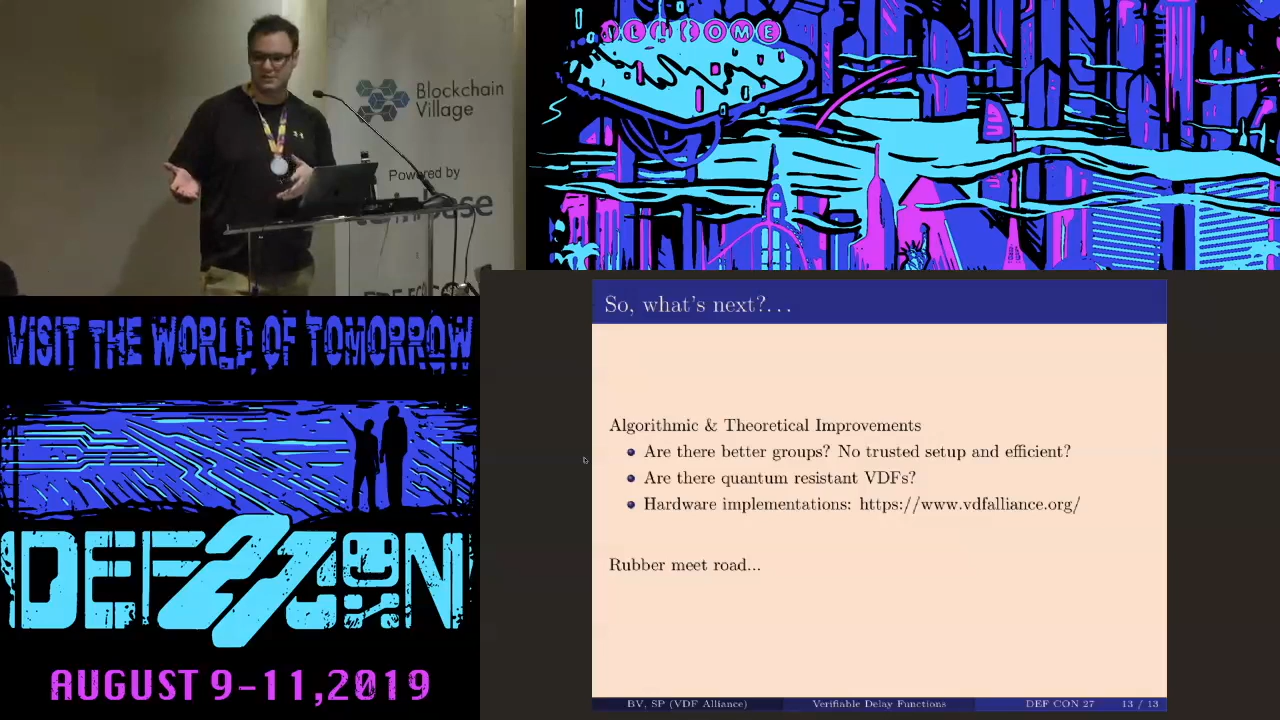 WELCOME
Blockchain
Village
Powered by
VISIT THE WORLD OF TOMORROW
DEF CON
27
AUGUST 9-11,2019
So, what's next?...
Algorithmic & Theoretical Improvements
Are there better groups? No trusted setup and efficient?
Are there quantum resistant VDFs?
Hardware implementations: https://www.vdfalliance.org/
Rubber meet road...
BV, SP (VDF Alliance) Verifiable Delay Functions DEF CON 27 13 / 13